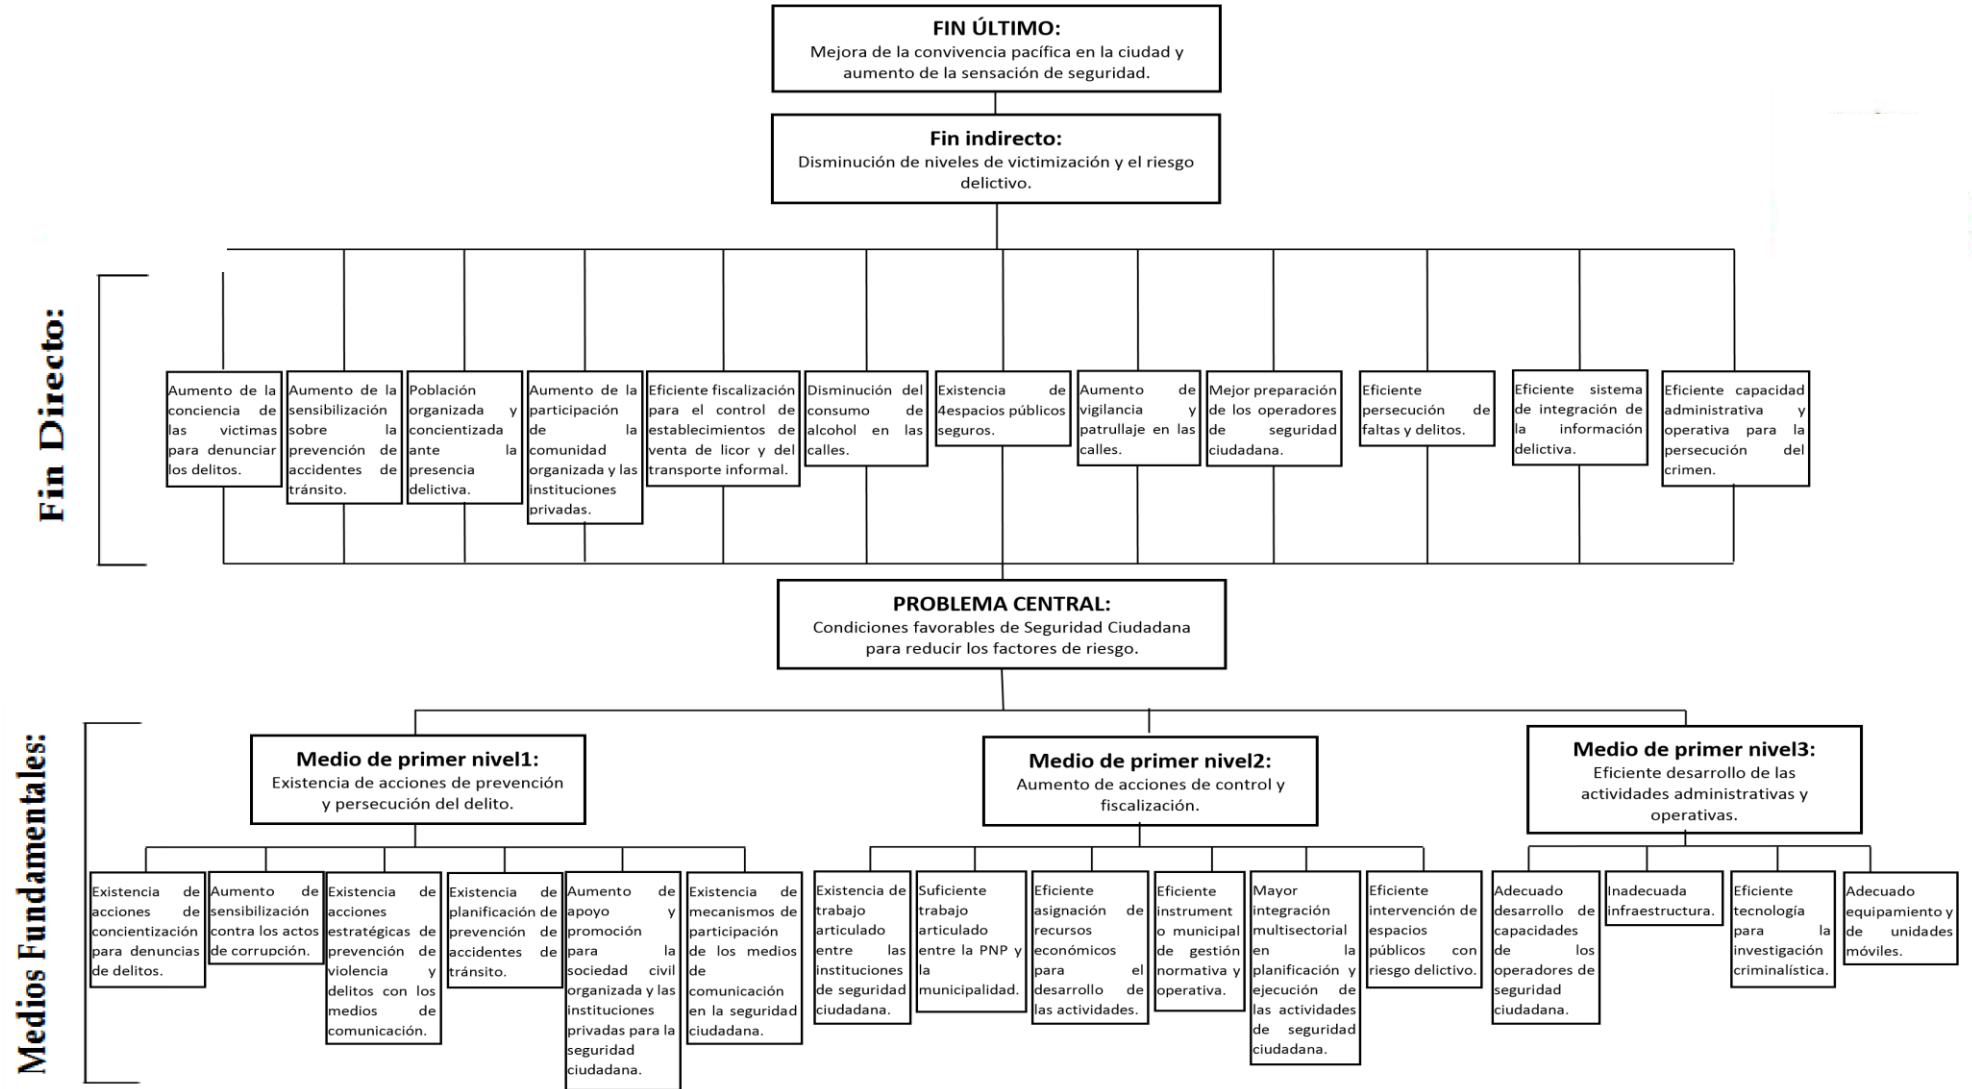 FIN ÚLTIMO:
Mejora de la convivencia pacífica en la ciudad y
aumento de la sensación de seguridad.
Fin indirecto:
Disminución de niveles de victimización y el riesgo
delictivo.
Fin Directo:
Aumento de la
conciencia de
las victimas
para denunciar
los delitos.
Aumento de la
sensibilización
sobre la
prevención de
accidentes de
tránsito.
Población
organizada y
concientizada
ante la
presencia
delictiva.
Aumento de la
participación
de la
comunidad
organizada y las
instituciones
privadas.
Eficiente fiscalización
para el control de
establecimientos de
venta de licor y del
transporte informal.
Disminución del
consumo de
alcohol en las
calles.
Existencia de
4espacios públicos
seguros.
Aumento de
vigilancia y
patrullaje en las
calles.
Mejor preparación
de los operadores
de seguridad
ciudadana.
Eficiente
persecución de
faltas y delitos.
Eficiente sistema
de integración de
la información
delictiva.
Eficiente capacidad
administrativa y
operativa para la
persecución del
crimen.
PROBLEMA CENTRAL:
Condiciones favorables de Seguridad Ciudadana
para reducir los factores de riesgo.
Medios Fundamentales:
Medio de primer nivel1:
Existencia de acciones de prevención
y persecución del delito.
Medio de primer nivel2:
Aumento de acciones de control y
fiscalización.
Medio de primer nivel3:
Eficiente desarrollo de las
actividades administrativas y
operativas.
Existencia de
acciones de
concientización
para denuncias
de delitos.
Aumento de
sensibilización
contra los actos
de corrupción.
Existencia de
acciones
estratégicas de
prevención de
violencia y
delitos con los
medios de
comunicación.
Existencia de
planificación de
prevención de
accidentes de
tránsito.
Aumento de
apoyo y
promoción
para la
sociedad civil
organizada y las
instituciones
privadas para la
seguridad
ciudadana.
Existencia de
mecanismos de
participación
de los medios
de
comunicación
en la seguridad
ciudadana.
Existencia de
trabajo
articulado
entre las
instituciones
de seguridad
ciudadana.
Suficiente
trabajo
articulado
entre la PNP y
la
municipalidad.
Eficiente
asignación de
recursos
económicos
para el
desarrollo de
las actividades.
Eficiente
instrument
o municipal
de gestión
normativa y
operativa.
Mayor
integración
multisectorial
en la
planificación y
ejecución de
las actividades
de seguridad
ciudadana.
Eficiente
intervención de
espacios
públicos con
riesgo delictivo.
Adecuado
desarrollo de
capacidades
de los
operadores de
seguridad
ciudadana.
Inadecuada
infraestructura.
Eficiente
tecnología
para la
investigación
criminalística.
Adecuado
equipamiento y
de unidades
móviles.